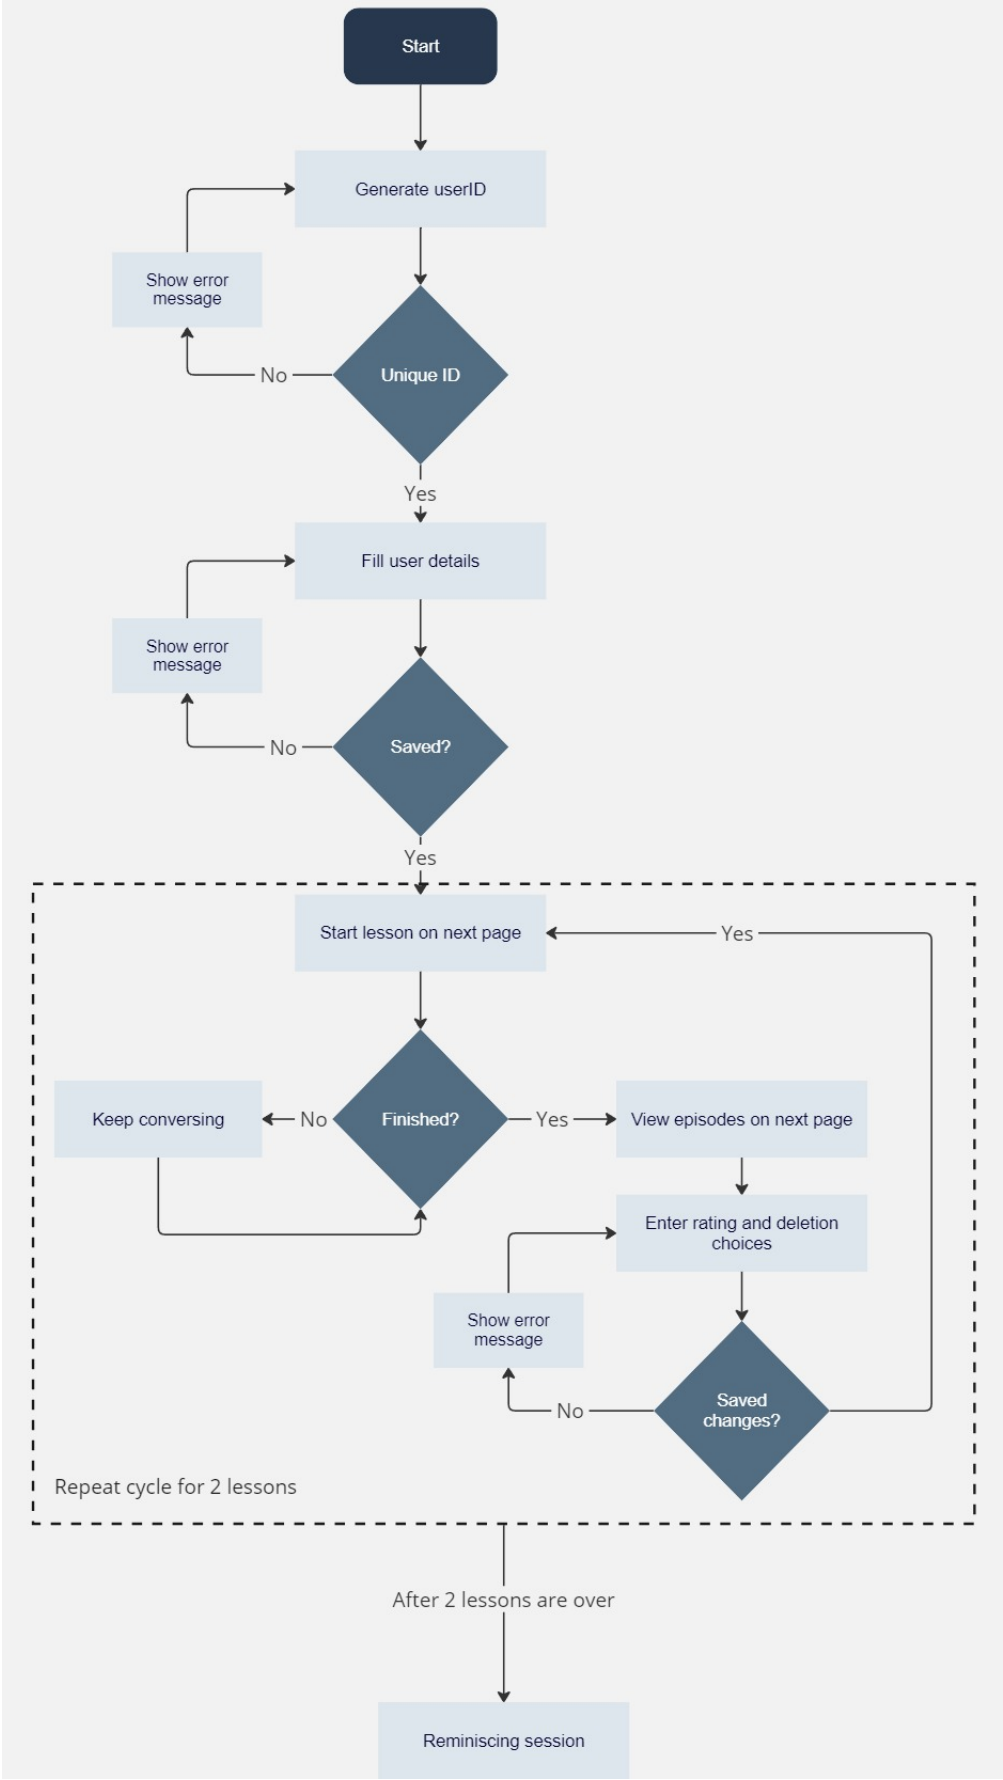 Start
Generate userID
Show error
message
No
Unique ID
Yes
Fill user details
Show error
message
No
Saved?
Yes
Start lesson on next page
Yes
Keep conversing
No
Finished?
Yes
View episodes on next page
Enter rating and deletion
choices
Show error
message
No
Saved
changes?
Repeat cycle for 2 lessons
After 2 lessons are over
Reminiscing session